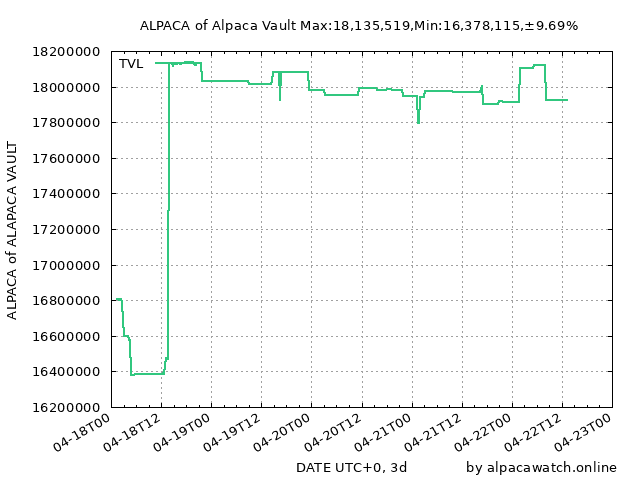 ALPACA of Alpaca Vault Max:18,135,519,Min:16,378,115,±9.69%
TVL
18200000
18000000
17800000
17600000
17400000
17200000
17000000
16800000
16600000
16400000
16200000
ALPACA of ALAPACA VAULT
04-18T00
04-18T12
04-19T00
04-19T12
04-20T00
04-20T12
04-21T00
04-21T12
04-22T00
04-22T12
04-23T00
DATE UTC+0, 3d
by alpacawatch.online